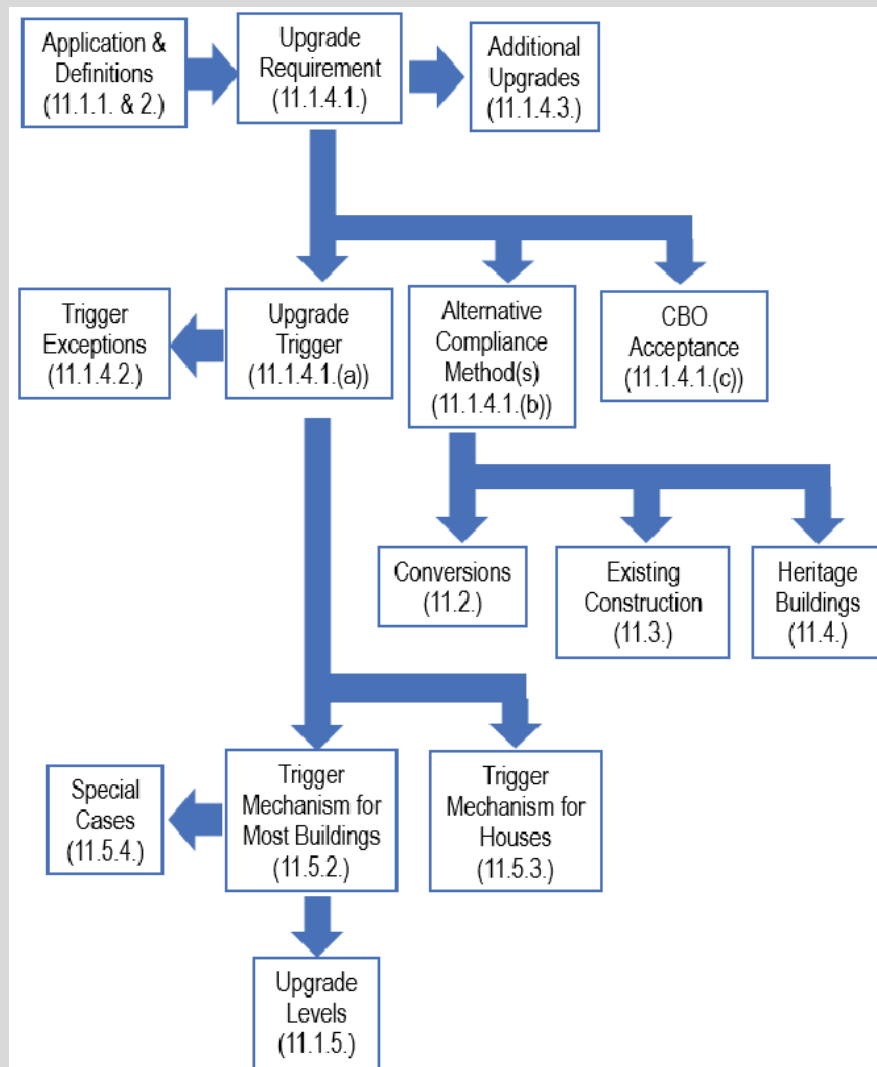 Application &
Definitions
(11.1.1. & 2.)
Upgrade
Requirement
(11.1.4.1.)
Additional
Upgrades
(11.1.4.3.)
Trigger
Exceptions
(11.1.4.2.)
Upgrade
Trigger
(11.1.4.1.(a))
Alternative
Compliance
Method(s)
(11.1.4.1.(b))
CBO
Acceptance
(11.1.4.1.(c))
Conversions
(11.2.)
Existing
Construction
(11.3.)
Heritage
Buildings
(11.4.)
Special
Cases
(11.5.4.)
Trigger
Mechanism for
Most Buildings
(11.5.2.)
Trigger
Mechanism for
Houses
(11.5.3.)
Upgrade
Levels
(11.1.5.)